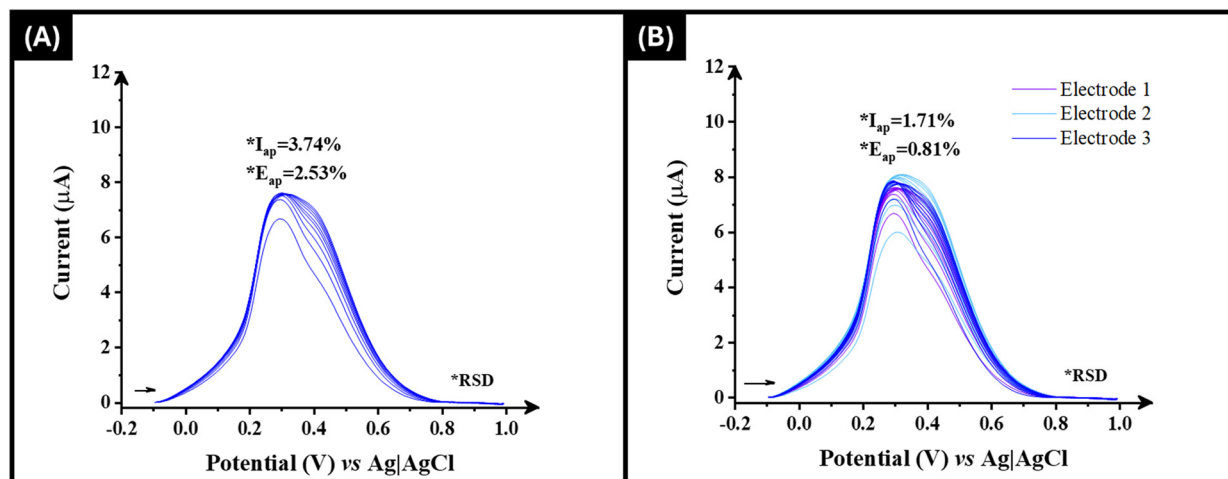 (A)
12
10
8
6
4
2
0
Current (μA)
*Iap=3.74%
*Eap=2.53%
*RSD
-0.2 0.0 0.2 0.4 0.6 0.8 1.0
Potential (V) vs Ag|AgCl
(B)
12
10
8
6
4
2
0
Current (μA)
Electrode 1
Electrode 2
Electrode 3
*Iap=1.71%
*Eap=0.81%
*RSD
-0.2 0.0 0.2 0.4 0.6 0.8 1.0
Potential (V) vs Ag|AgCl